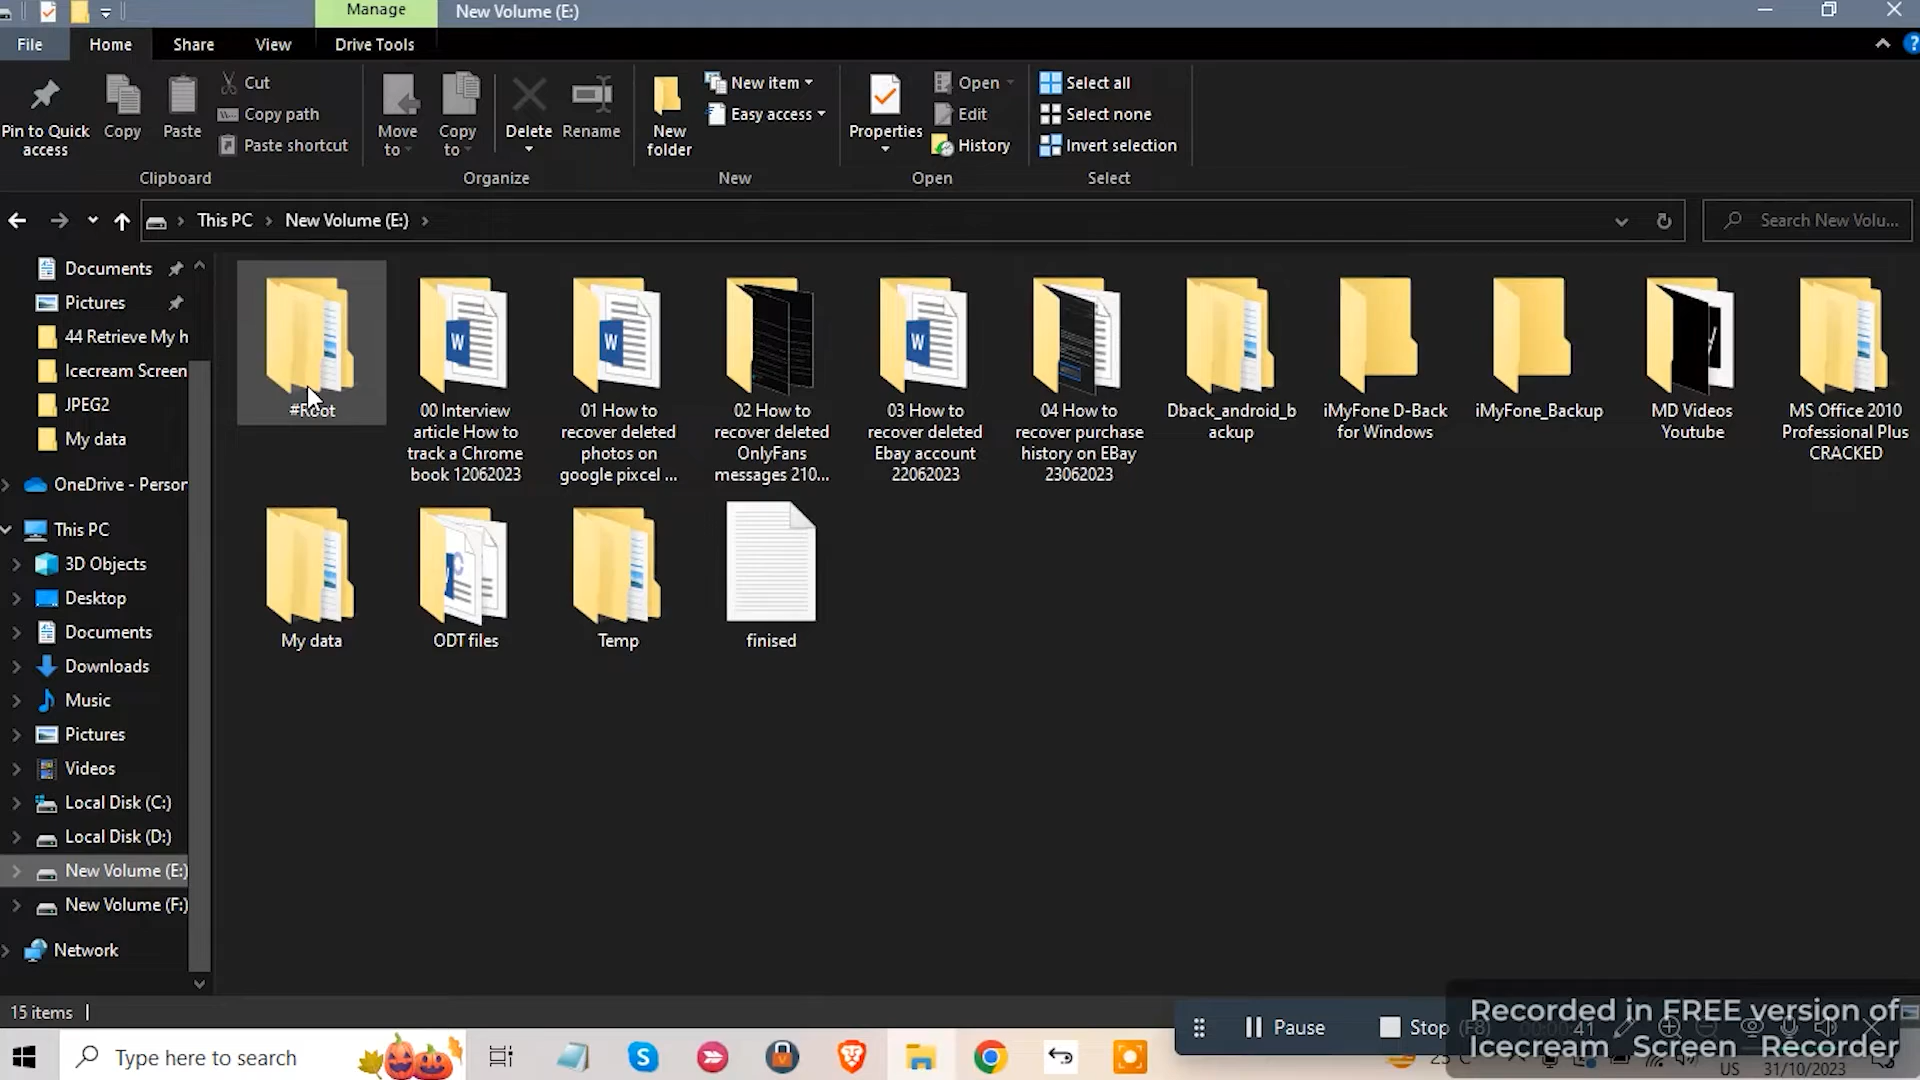 Manage
New Volume (E:)
File
Home
Share
View
Drive Tools
Pin to Quick access
Copy
Paste
Cut
Copy path
Paste shortcut
Move to
Copy to
Delete
Rename
New folder
New item
Easy access
Properties
Open
Edit
History
Select all
Select none
Invert selection
Clipboard
Organize
New
Open
Select
This PC
New Volume (E:)
Search New Volu...
Documents
Pictures
44 Retrieve My h
Icecream Screen
JPEG2
My data
OneDrive - Person
This PC
3D Objects
Desktop
Documents
Downloads
Music
Pictures
Videos
Local Disk (C:)
Local Disk (D:)
New Volume (E:)
New Volume (F:)
Network
#Root
00 Interview
article How to
track a Chrome
book 12062023
01 How to
recover deleted
photos on
google pixcel ...
02 How to
recover deleted
OnlyFans
messages 210...
03 How to
recover deleted
Ebay account
22062023
04 How to
recover purchase
history on EBay
23062023
Dback_android_b
ackup
iMyFone D-Back
for Windows
iMyFone_Backup
MD Videos
Youtube
MS Office 2010
Professional Plus
CRACKED
My data
ODT files
Temp
finised
15 items
Pause
Stop (F8)
Recorded in FREE version of
Icecream Screen Recorder
Type here to search
US
31/10/2023